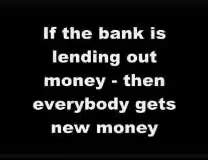 If the bank is
lending out
money - then
everybody gets
new money